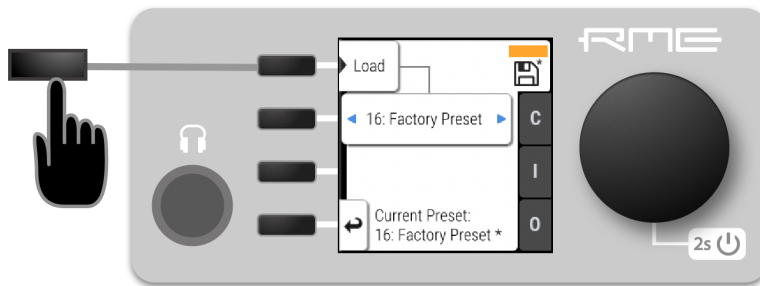 RME
Load
*
16: Factory Preset
C
I
O
Current Preset:
16: Factory Preset *
2s